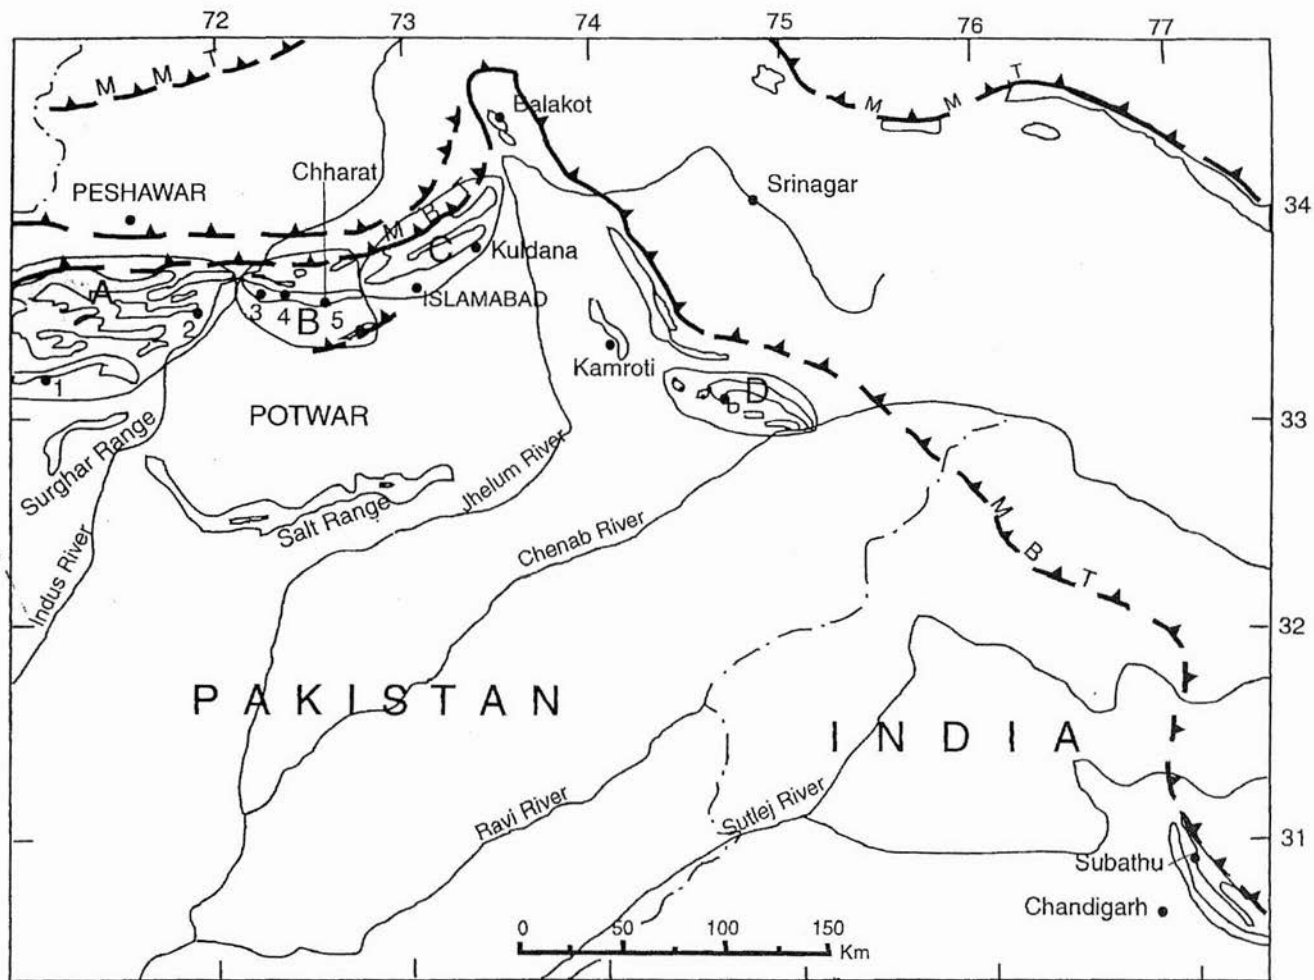 72 73 74 75 76 77
M M T
M M T
Balakot
Chharat
PESHAWAR
Srinagar
34
M B
C
Kuldana
A
ISLAMABAD
2 3 4 B 5
Kamroti
1
D
POTWAR
33
Surghar Range
Jhelum River
Salt Range
Chenab River
Indus River
M B T
32
PAKISTAN
INDIA
Ravi River
Sutlej River
31
Subathu
Chandigarh
0 50 100 150
Km